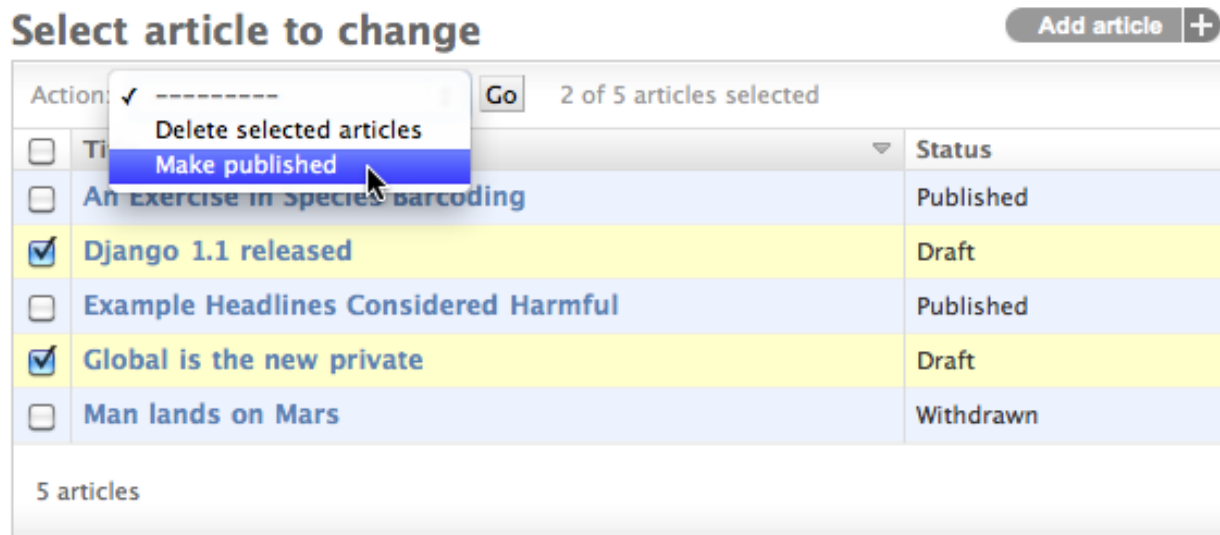 Select article to change
Add article +
Action: ✓ ---------
Go
2 of 5 articles selected
Delete selected articles
Make published
Status
An Exercise in Species Barcoding
Published
Django 1.1 released
Draft
Example Headlines Considered Harmful
Published
Global is the new private
Draft
Man lands on Mars
Withdrawn
5 articles